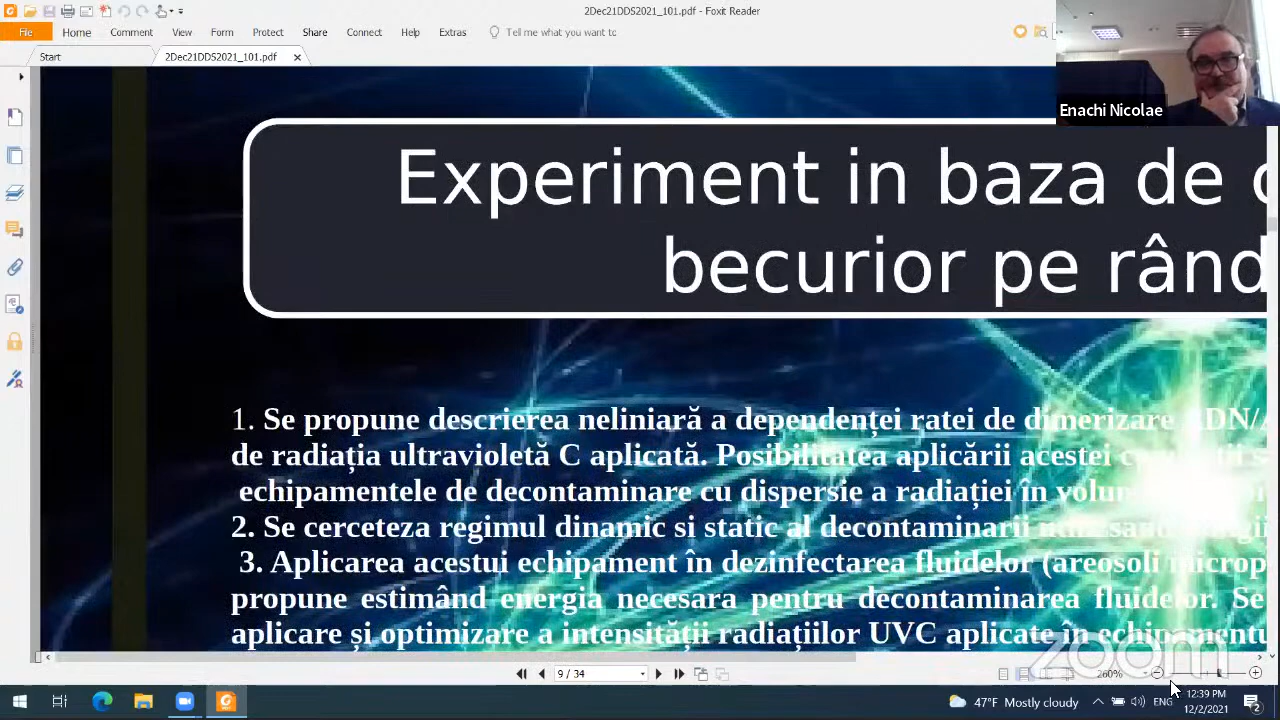 2Dec21DDS2021_101.pdf - Foxit Reader
File Home Comment View Form Protect Share Connect Help Extras Tell me what you want to
Start 2Dec21DDS2021_101.pdf
Enachi Nicolae
Experiment in baza de
becurior pe rând
1. Se propune descrierea neliniară a dependenței ratei de dimerizare ADN/
de radiația ultravioletă C aplicată. Posibilitatea aplicării acestei
echipamentele de decontaminare cu dispersie a radiației în volum
2. Se cerceteza regimul dinamic si static al decontaminarii
3. Aplicarea acestui echipament în dezinfectarea fluidelor (areosoli microp
propune estimând energia necesara pentru decontaminarea fluidelor. Se
aplicare și optimizare a intensității radiațiilor UVC aplicate în echipamentu
zoom
9 / 34
260%
47°F Mostly cloudy
ENG
12:39 PM
12/2/2021
2